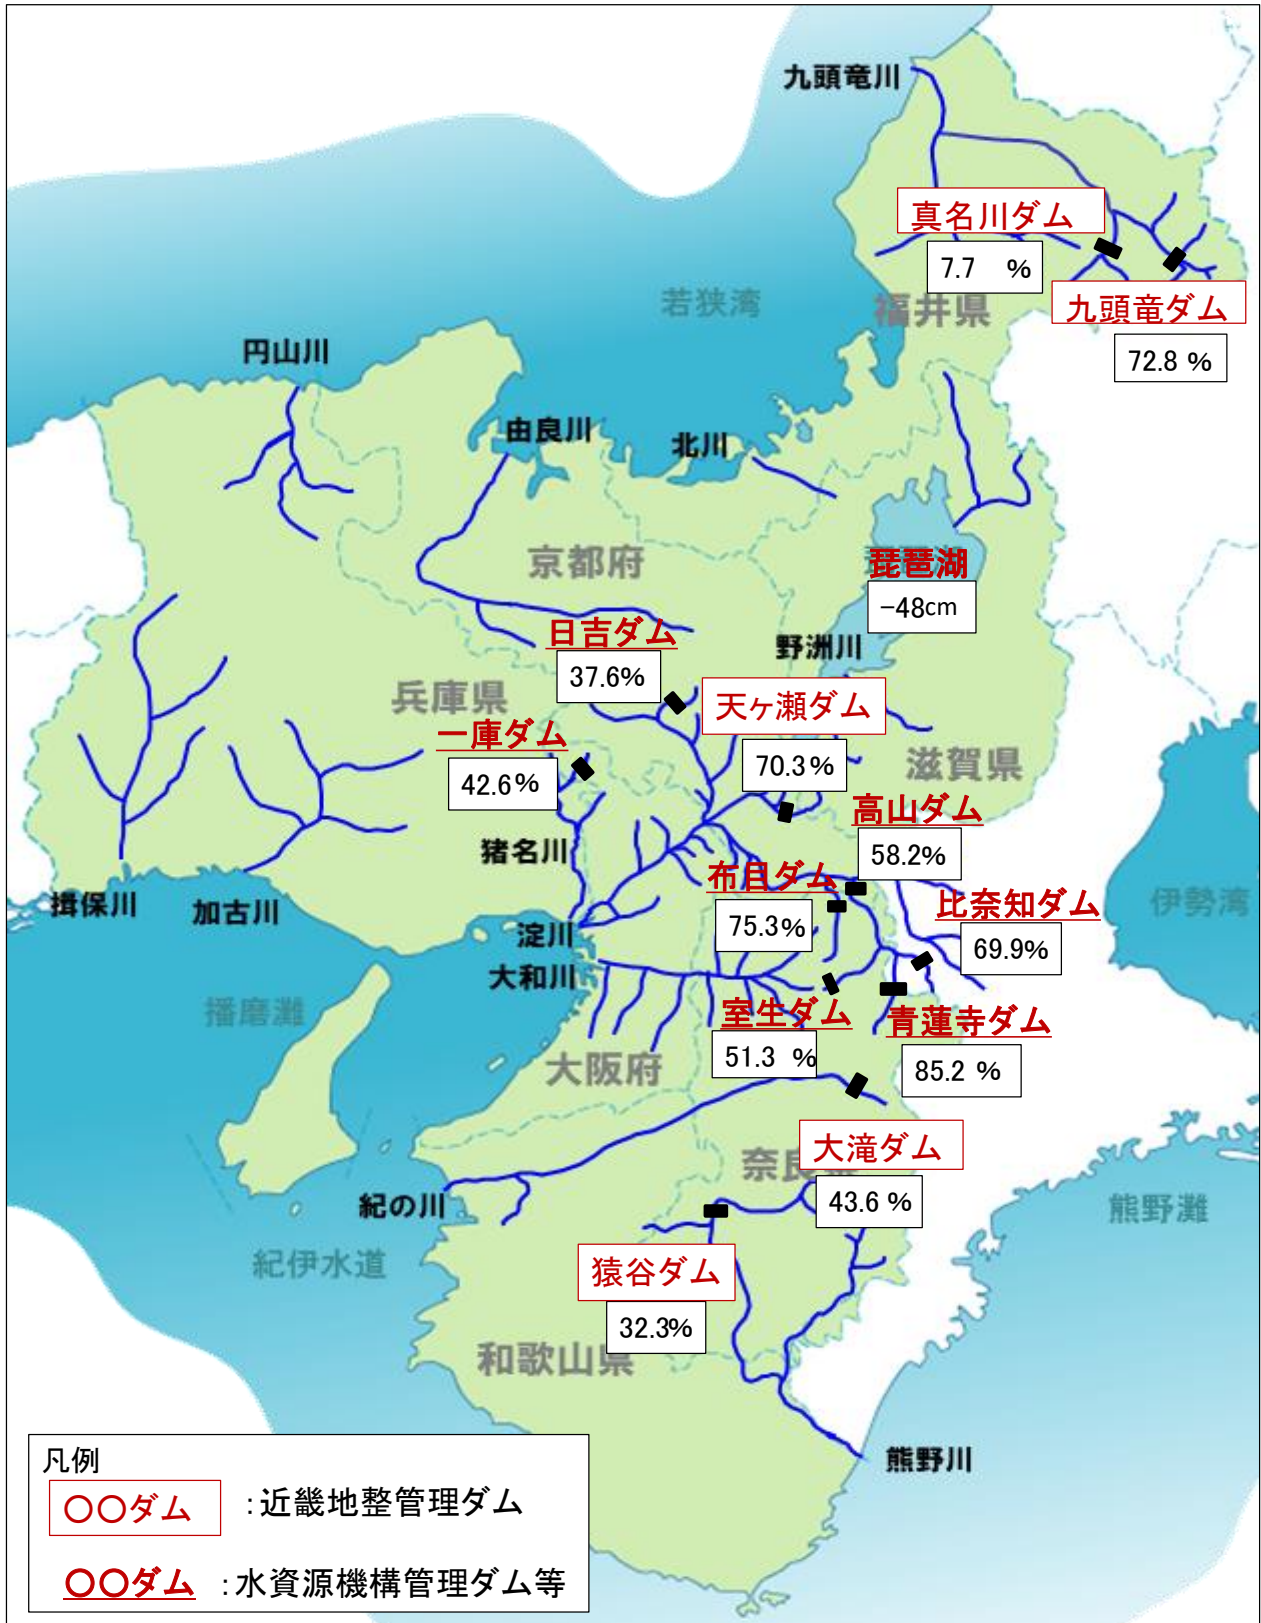 九頭竜川
真名川ダム
7.7 %
若狭湾
福井県
九頭竜ダム
円山川
72.8 %
由良川
北川
京都府
琵琶湖
-48cm
日吉ダム
野洲川
37.6%
兵庫県
天ヶ瀬ダム
一庫ダム
70.3%
滋賀県
42.6%
高山ダム
猪名川
58.2%
布目ダム
揖保川
加古川
比奈知ダム
伊勢湾
75.3%
淀川
69.9%
大和川
播磨灘
室生ダム
青蓮寺ダム
大阪府
51.3 %
85.2 %
大滝ダム
奈良県
紀の川
43.6 %
熊野灘
紀伊水道
猿谷ダム
32.3%
和歌山県
熊野川
凡例
〇〇ダム :近畿地整管理ダム
〇〇ダム :水資源機構管理ダム等